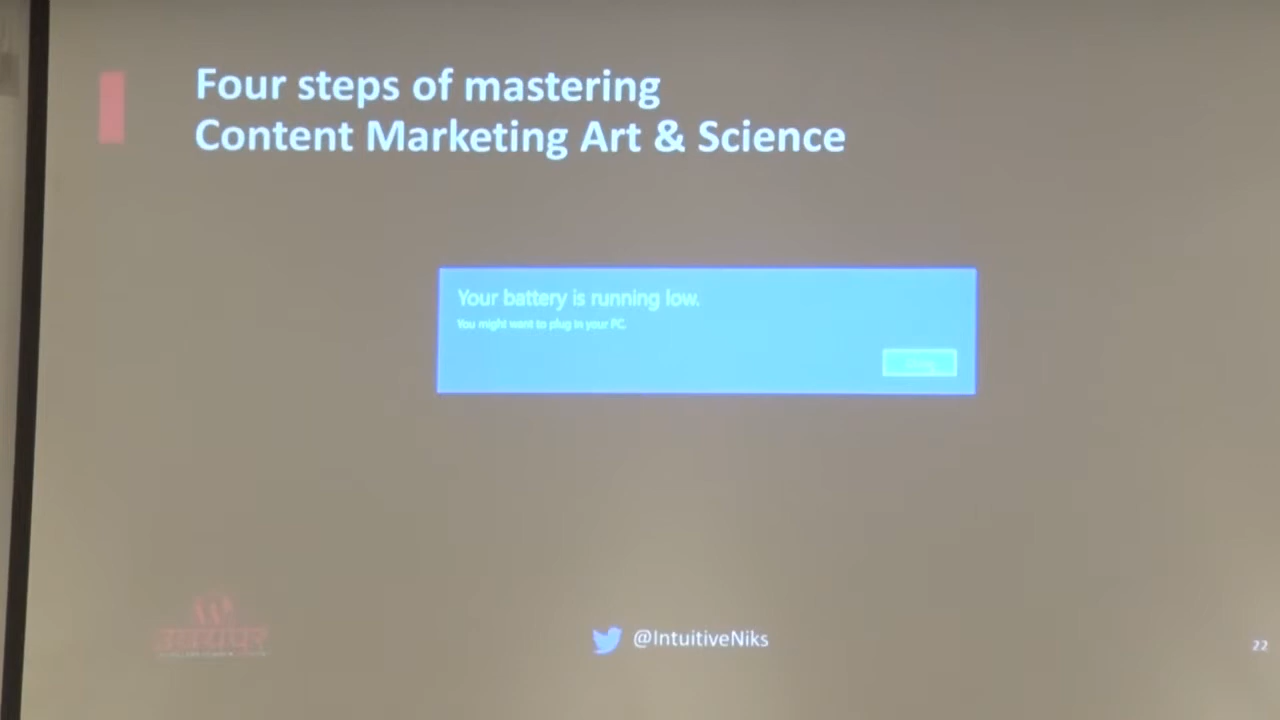 Four steps of mastering
Content Marketing Art & Science
Your battery is running low.
You might want to plug in your PC.
W
उदयपुर
@IntuitiveNiks
22